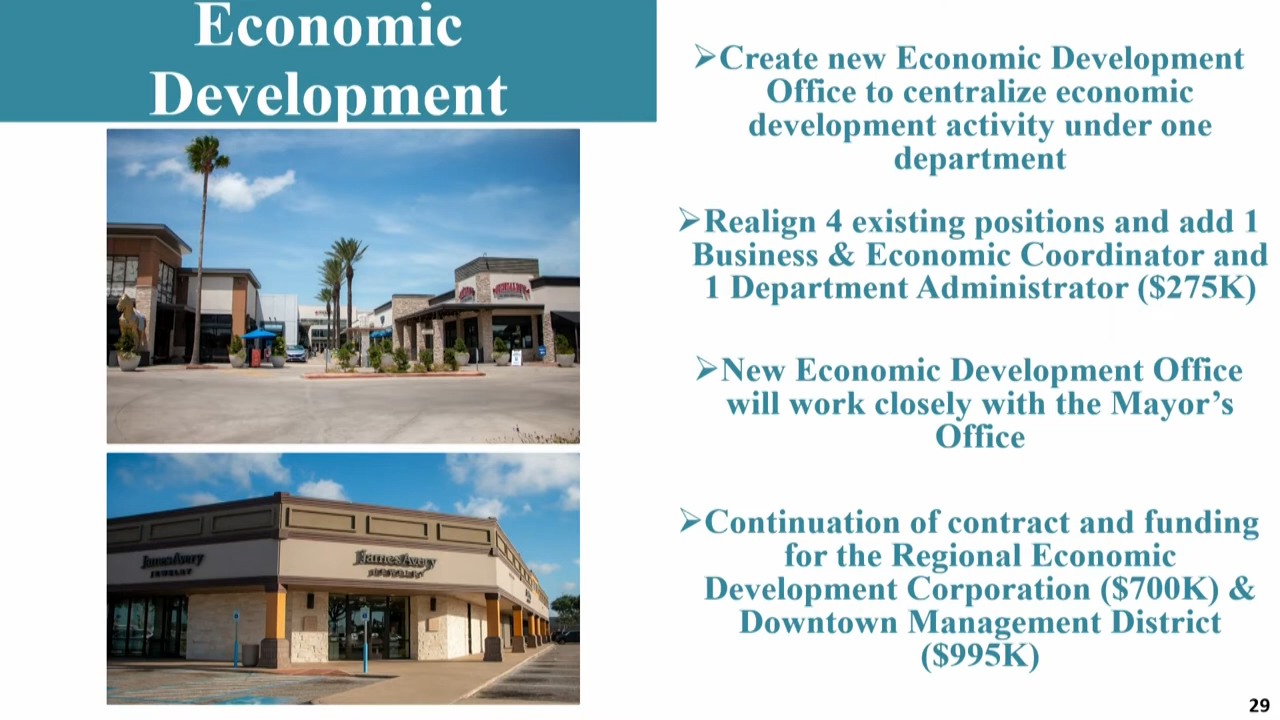 Economic
Development
➢Create new Economic Development
Office to centralize economic
development activity under one
department
➢Realign 4 existing positions and add 1
Business & Economic Coordinator and
1 Department Administrator ($275K)
➢New Economic Development Office
will work closely with the Mayor’s
Office
➢Continuation of contract and funding
for the Regional Economic
Development Corporation ($700K) &
Downtown Management District
($995K)
James Avery
JEWELRY
James Avery
JEWELRY
29